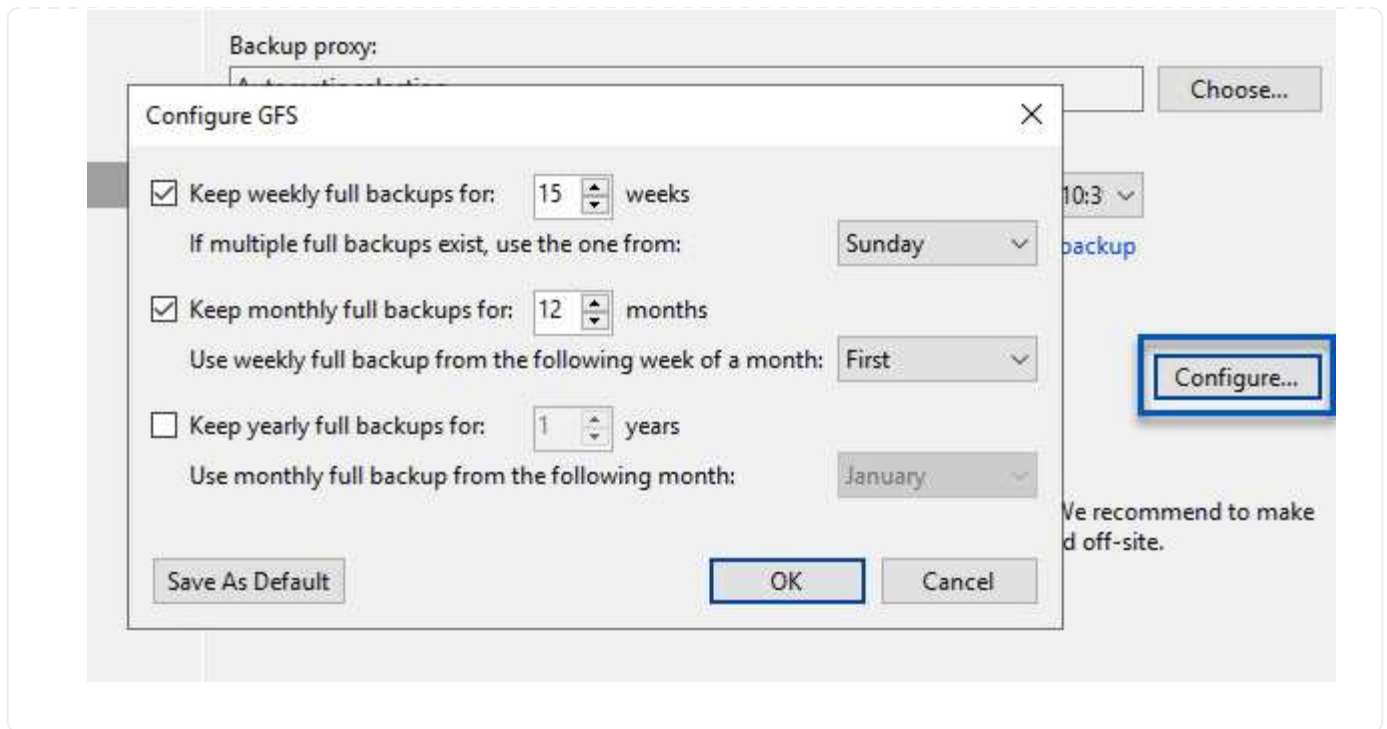 Backup proxy:
Choose...
Configure GFS
Keep weekly full backups for: 15 weeks
10:3
If multiple full backups exist, use the one from: Sunday
backup
Keep monthly full backups for: 12 months
Use weekly full backup from the following week of a month: First
Configure...
Keep yearly full backups for: 1 years
Use monthly full backup from the following month: January
We recommend to make
d off-site.
Save As Default OK Cancel